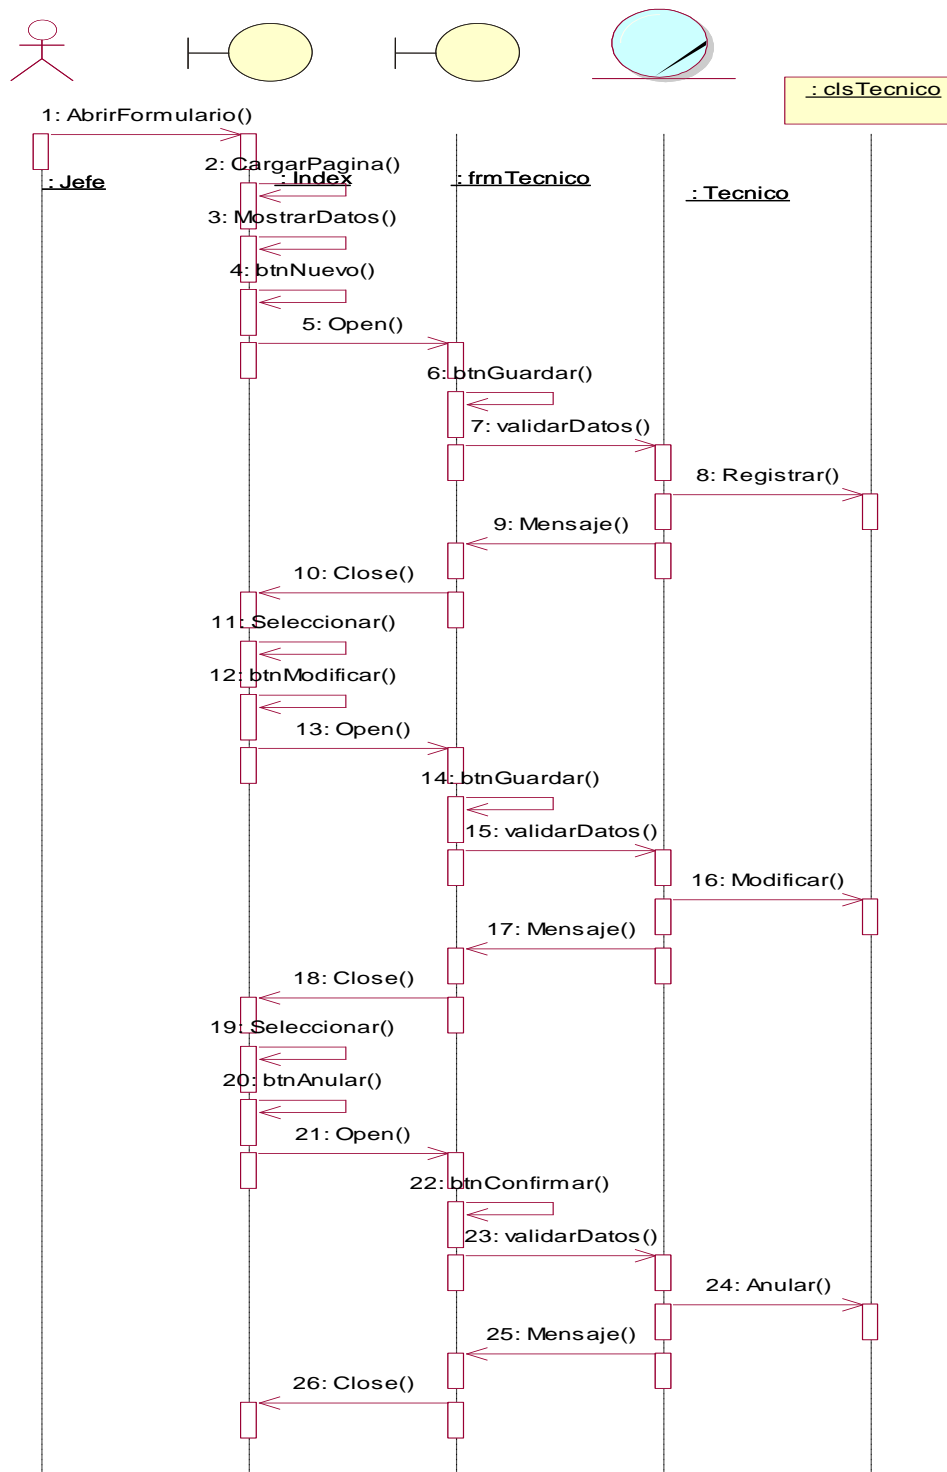 : clsTecnico
1: AbrirFormulario()
2: CargarPagina()
: Jefe
: Index
: frmTecnico
: Tecnico
3: MostrarDatos()
4: btnNuevo()
5: Open()
6: btnGuardar()
7: validarDatos()
8: Registrar()
9: Mensaje()
10: Close()
11: Seleccionar()
12: btnModificar()
13: Open()
14: btnGuardar()
15: validarDatos()
16: Modificar()
17: Mensaje()
18: Close()
19: Seleccionar()
20: btnAnular()
21: Open()
22: btnConfirmar()
23: validarDatos()
24: Anular()
25: Mensaje()
26: Close()